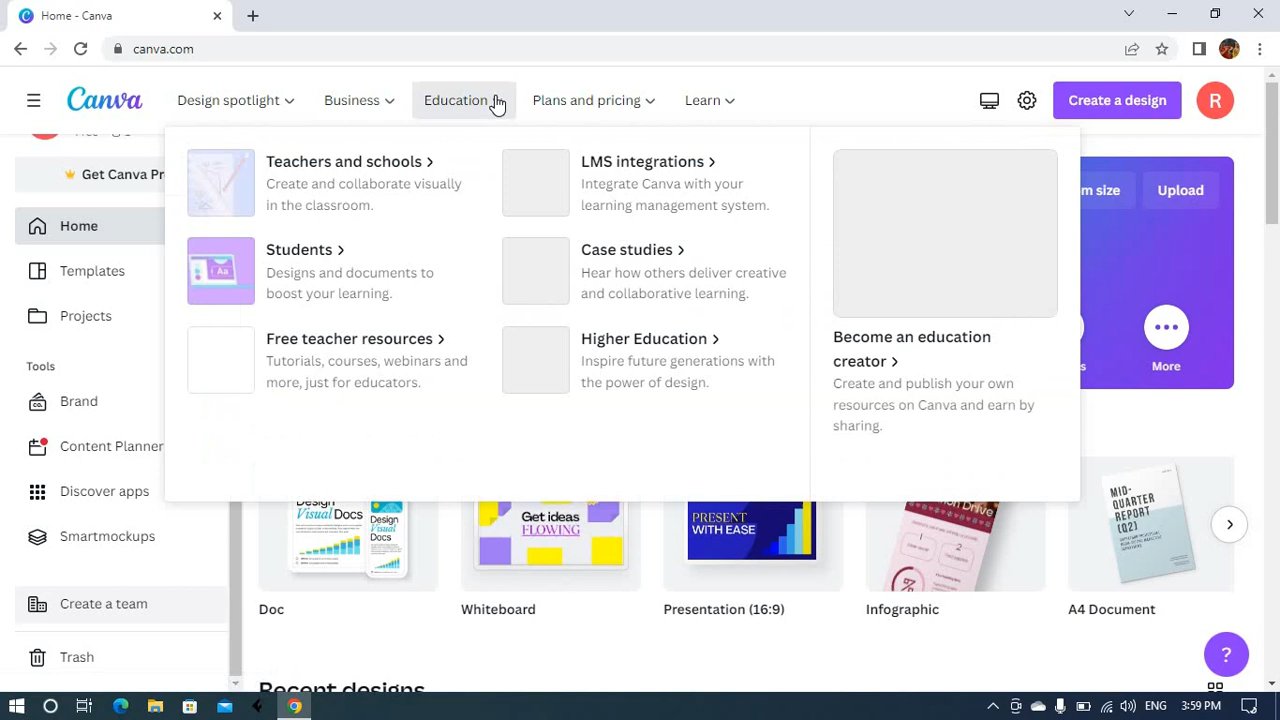 Home - Canva
canva.com
Canva
Design spotlight
Business
Education
Plans and pricing
Learn
Create a design
R
Get Canva Pr
Home
Templates
Projects
Tools
Brand
Content Planner
Discover apps
Smartmockups
Create a team
Trash
Teachers and schools
Create and collaborate visually
in the classroom.
Students
Designs and documents to
boost your learning.
Free teacher resources
Tutorials, courses, webinars and
more, just for educators.
LMS integrations
Integrate Canva with your
learning management system.
Case studies
Hear how others deliver creative
and collaborative learning.
Higher Education
Inspire future generations with
the power of design.
Become an education
creator
Create and publish your own
resources on Canva and earn by
sharing.
m size
Upload
s
More
Design
Visual Docs
Design
Visual
Docs
Get ideas
FLOWING
PRESENT
WITH EASE
n Drive
MID-
QUARTER
REPORT
(Q2)
Doc
Whiteboard
Presentation (16:9)
Infographic
A4 Document
?
Recent designs
ENG
3:59 PM